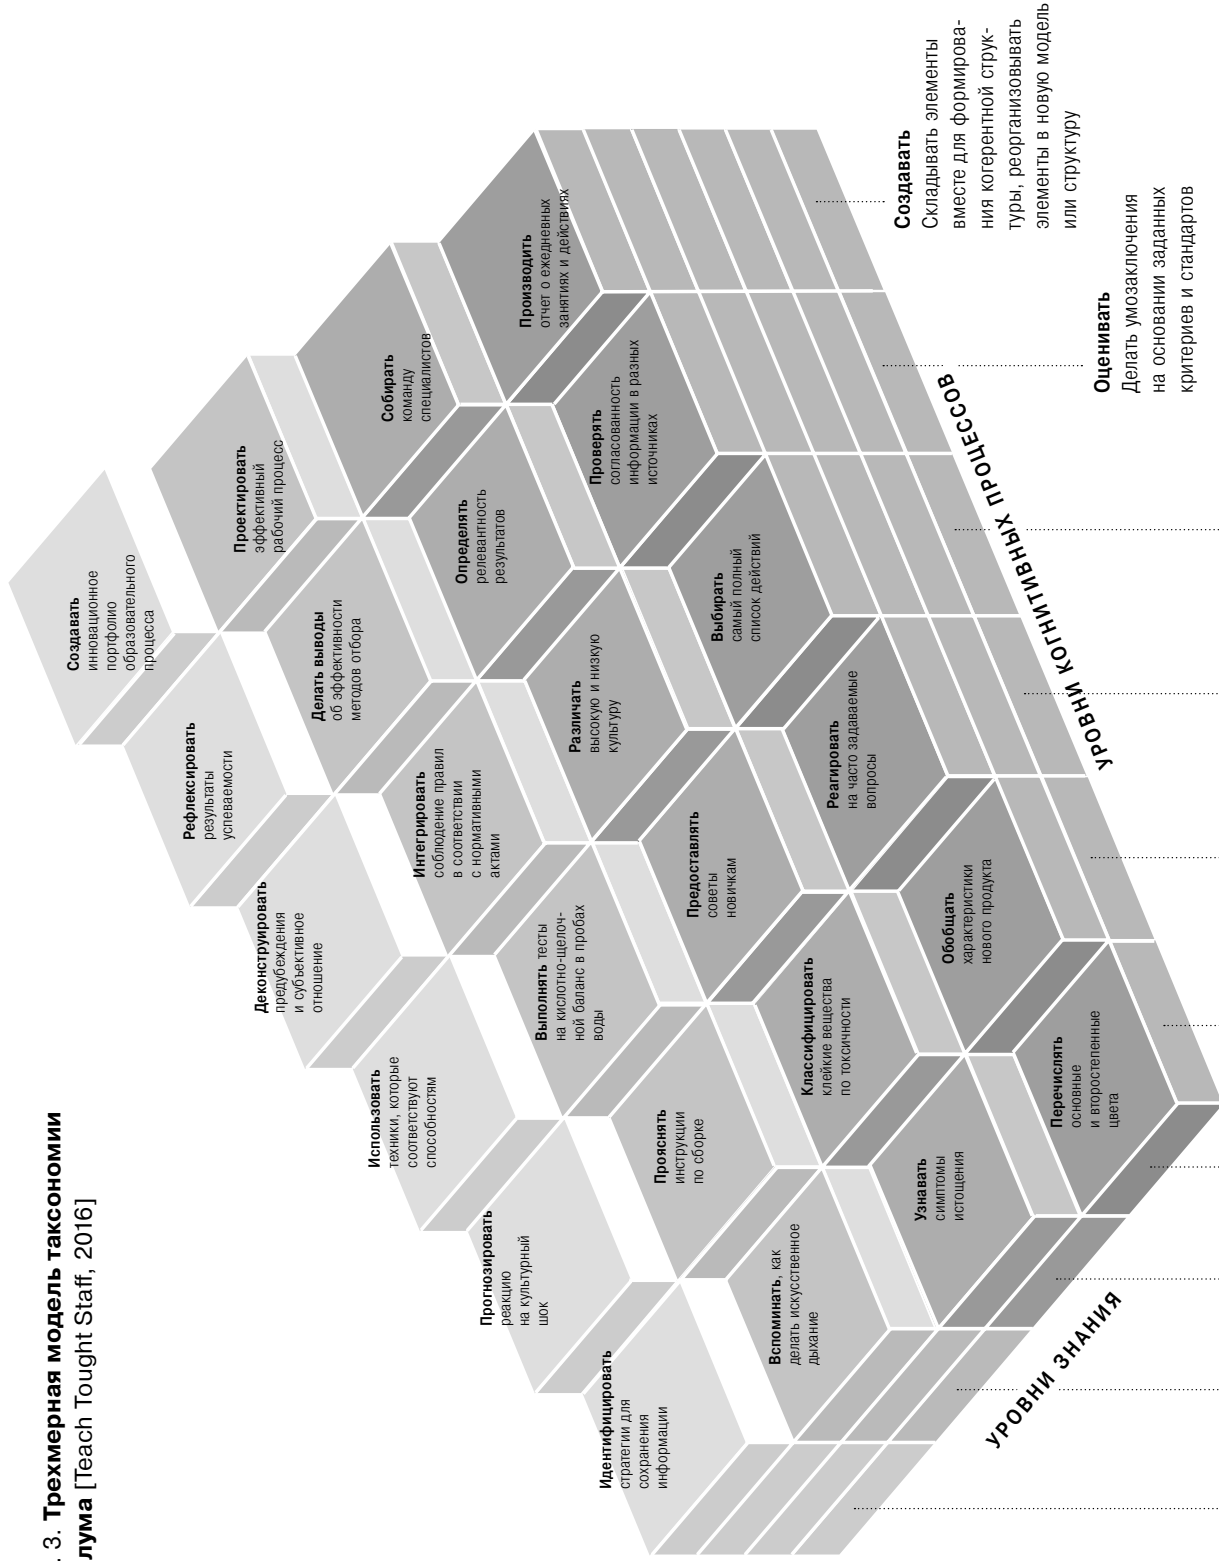 . 3. Трехмерная модель таксономии
лума [Teach Tought Staff, 2016]
Создавать
инновационное
портфолио
образовательного
процесса
Рефлексировать
результаты
успеваемости
Деконструировать
предубеждения
и субъективное
отношение
Использовать
техники, которые
соответствуют
способностям
Прогнозировать
реакцию
на культурный
шок
Идентифицировать
стратегии для
сохранения
информации
Проектировать
эффективный
рабочий процесс
Делать выводы
об эффективности
методов отбора
Интегрировать
соблюдение правил
в соответствии
с нормативными
актами
Выполнять тесты
на кислотно-щелоч-
ной баланс в пробах
воды
Прояснять
инструкции
по сборке
Вспоминать, как
делать искусственное
дыхание
Собирать
команду
специалистов
Определять
релевантность
результатов
Различать
высокую и низкую
культуру
Предоставлять
советы
новичкам
Классифицировать
клейкие вещества
по токсичности
Узнавать
симптомы
истощения
Производить
отчет о ежедневных
занятиях и действиях
Проверять
согласованность
информации в разных
источниках
Выбирать
самый полный
список действий
Реагировать
на часто задаваемые
вопросы
Обобщать
характеристики
нового продукта
Перечислять
основные
и второстепенные
цвета
УРОВНИ ЗНАНИЯ
УРОВНИ КОГНИТИВНЫХ ПРОЦЕССОВ
Создавать
Складывать элементы
вместе для формирова-
ния когерентной струк-
туры, реорганизовывать
элементы в новую модель
или структуру
Оценивать
Делать умозаключения
на основании заданных
критериев и стандартов